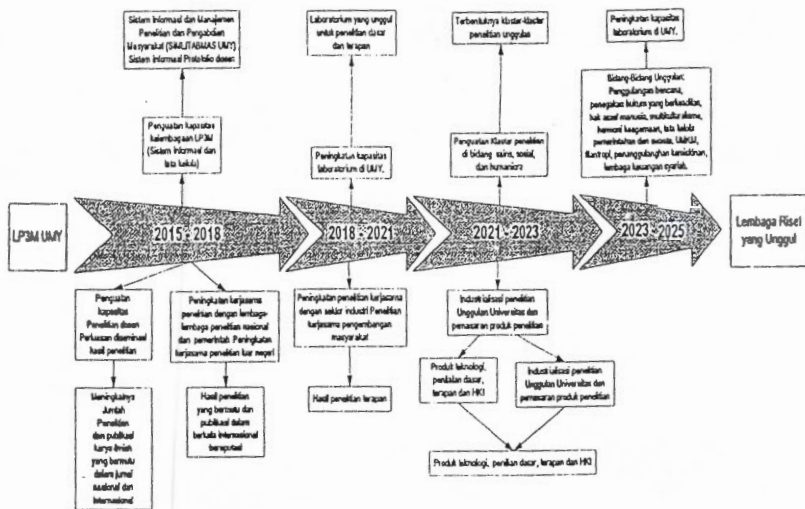 Sistem Informasi dan Manajemen
Penelitian dan Pengabdian
Masyarakat (SIMLITABMAS UMY)
Sistem Informasi Protofolio dosen
Laboratorium yang unggul
untuk penelitian dasar
dan terapan
Terbentuknya klaster-klaster
penelitian unggulan
Peningkatan kapasitas
laboratorium di UMY.
Penguatan kapasitas
kelembagaan LP3M
(Sistem Informasi dan
tata kelola)
Peningkatan kapasitas
laboratorium di UMY.
Penguatan Klaster penelitian
di bidang sains, sosial,
dan humaniora
Bidang-Bidang Unggulan:
Penggulangan bencana,
penegakan hukum yang berkeadilan,
hak asasi manusia, multikulturalisme,
harmoni keagamaan, tata kelola
pemerintahan dan swasta, UMKM,
filantropi, penanggulangan kemiskinan,
lembaga keuangan syariah.
LP3M UMY
2015 - 2018
2018 - 2021
2021 - 2023
2023 - 2025
Lembaga Riset
yang Unggul
Penguatan
kapasitas
Penelitian dosen
Perluasan diseminasi
hasil penelitian
Peningkatan kerjasama
penelitian dengan lembaga-
lembaga penelitian nasional
dan pemerintah Peningkatan
kerjasama penelitian luar negeri
Peningkatan penelitian kerjasama
dengan sektor industri Penelitian
kerjasama pengembangan
masyarakat
Industrialisasi penelitian
Unggulan Universitas dan
pemasaran produk penelitian
Meningkatnya
Jumlah
Penelitian
dan publikasi
karya ilmiah
yang bermutu
dalam jurnal
nasional dan
Internasional
Hasil penelitian
yang bermutu dan
publikasi dalam
berkala internasional
bereputasi
Hasil penelitian terapan
Produk teknologi,
penilian dasar,
terapan dan HKI
Industrialisasi penelitian
Unggulan Universitas dan
pemasaran produk penelitian
Produk teknologi, penilian dasar, terapan dan HKI